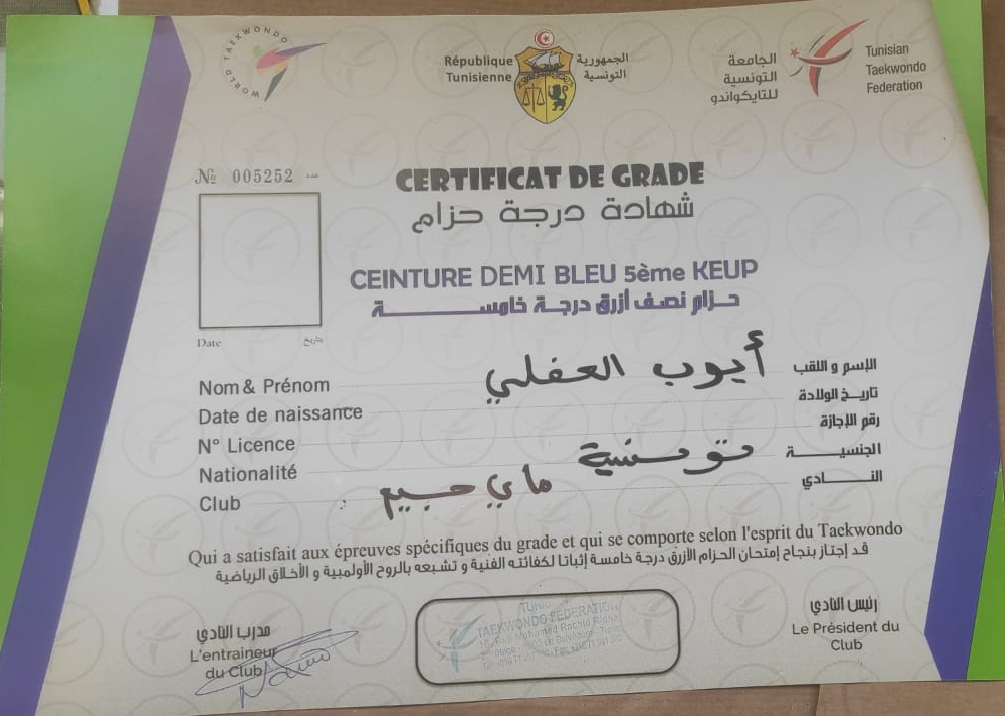 WORLD TAEKWONDO
République
Tunisienne
الجمهورية
التونسية
الجامعة
التونسية
للتايكواندو
Tunisian
Taekwondo
Federation
№ 005252 عدد
CERTIFICAT DE GRADE
شهادة درجة حزام
CEINTURE DEMI BLEU 5ème KEUP
حزام نصف أزرق درجة خامسة
Date تاريخ
Nom & Prénom أيوب العفلي الإسم و اللقب
Date de naissance تاريخ الولادة
N° Licence رقم الإجازة
Nationalité تونسية الجنسية
Club ماي جيم النادي
Qui a satisfait aux épreuves spécifiques du grade et qui se comporte selon l'esprit du Taekwondo
قد إجتاز بنجاح إمتحان الحزام الأزرق درجة خامسة إثباتا لكفائته الفنية و تشبعه بالروح الأولمبية و الأخلاق الرياضية
مدرب النادي
L'entraineur
du Club
TAEKWONDO FEDERATION
رئيس النادي
Le Président du
Club